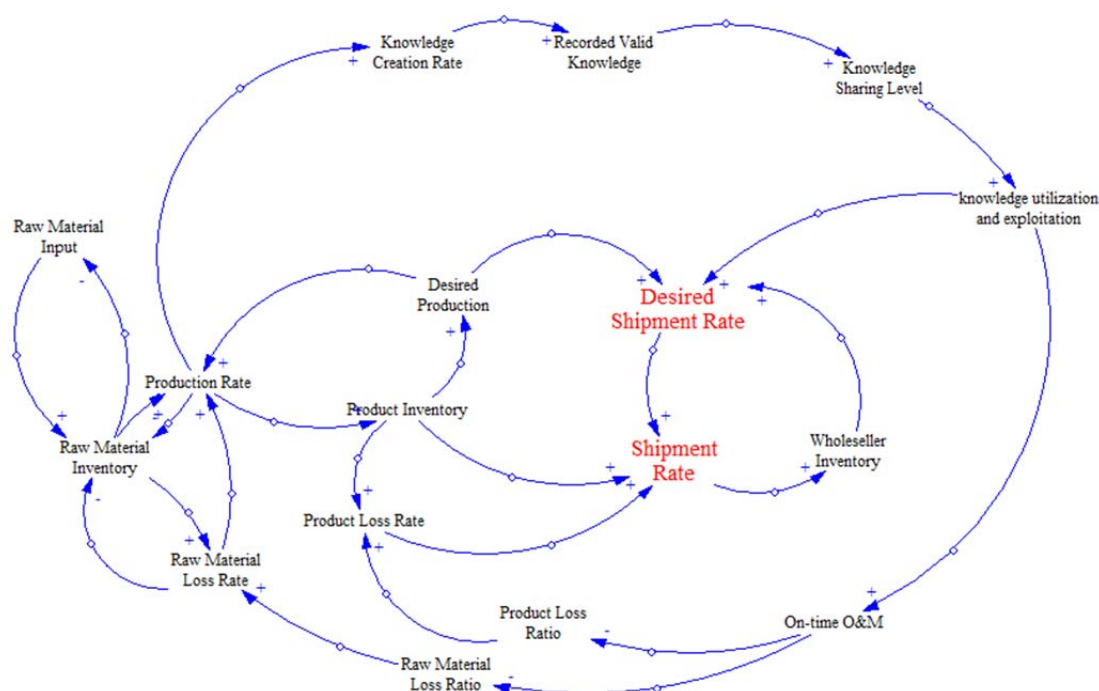 Knowledge
Creation Rate
Recorded Valid
Knowledge
Knowledge
Sharing Level
knowledge utilization
and exploitation
Raw Material
Input
Desired
Production
Desired
Shipment Rate
Production Rate
Product Inventory
Raw Material
Inventory
Shipment
Rate
Wholeseller
Inventory
Product Loss Rate
Raw Material
Loss Rate
Product Loss
Ratio
On-time O&M
Raw Material
Loss Ratio